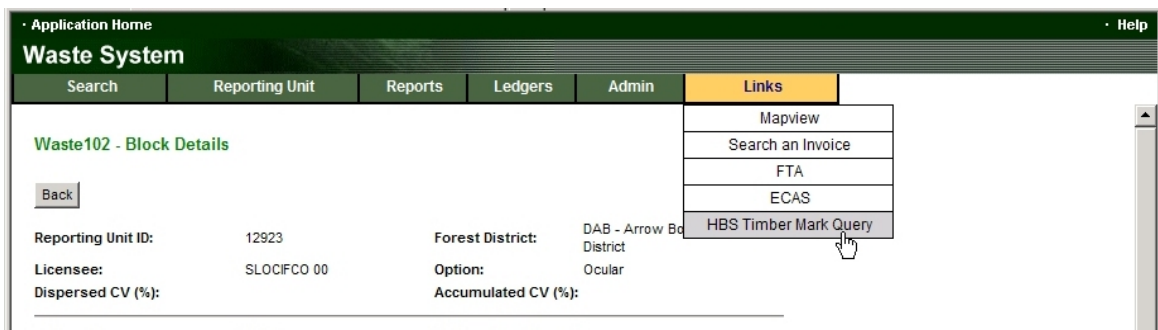 · Application Home
· Help
Waste System
Search Reporting Unit Reports Ledgers Admin Links
Mapview
Search an Invoice
FTA
ECAS
HBS Timber Mark Query
Waste102 - Block Details
Back
Reporting Unit ID: 12923 Forest District: DAB - Arrow
District
Licensee: SLOCIFCO 00 Option: Ocular
Dispersed CV (%): Accumulated CV (%):